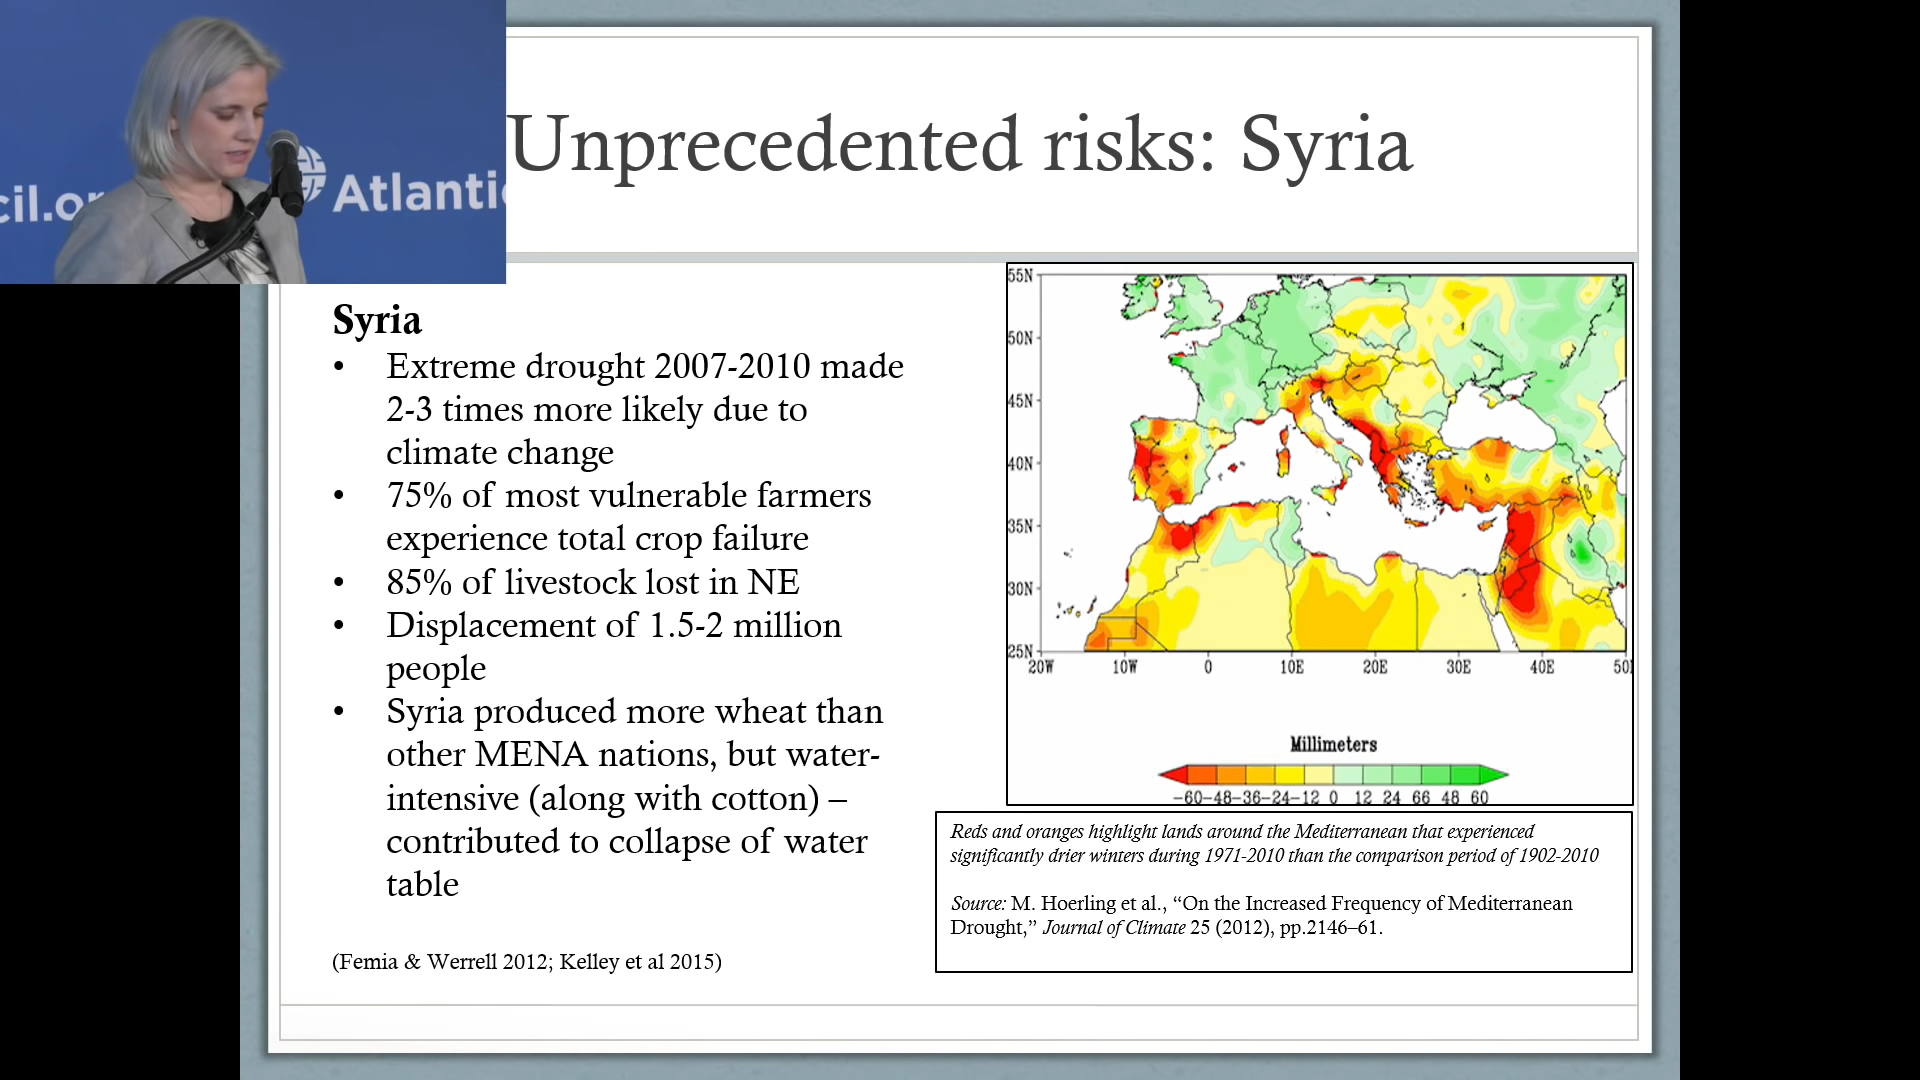 cil.or
Atlantic
Unprecedented risks: Syria
Syria
• Extreme drought 2007-2010 made
2-3 times more likely due to
climate change
• 75% of most vulnerable farmers
experience total crop failure
• 85% of livestock lost in NE
• Displacement of 1.5-2 million
people
• Syria produced more wheat than
other MENA nations, but water-
intensive (along with cotton) –
contributed to collapse of water
table
(Femia & Werrell 2012; Kelley et al 2015)
55N
50N
45N
40N
35N
30N
25N
20W 10W 0 10E 20E 30E 40E 50E
Millimeters
-60-48-36-24-12 0 12 24 66 48 60
Reds and oranges highlight lands around the Mediterranean that experienced
significantly drier winters during 1971-2010 than the comparison period of 1902-2010
Source: M. Hoerling et al., “On the Increased Frequency of Mediterranean
Drought,” Journal of Climate 25 (2012), pp.2146–61.